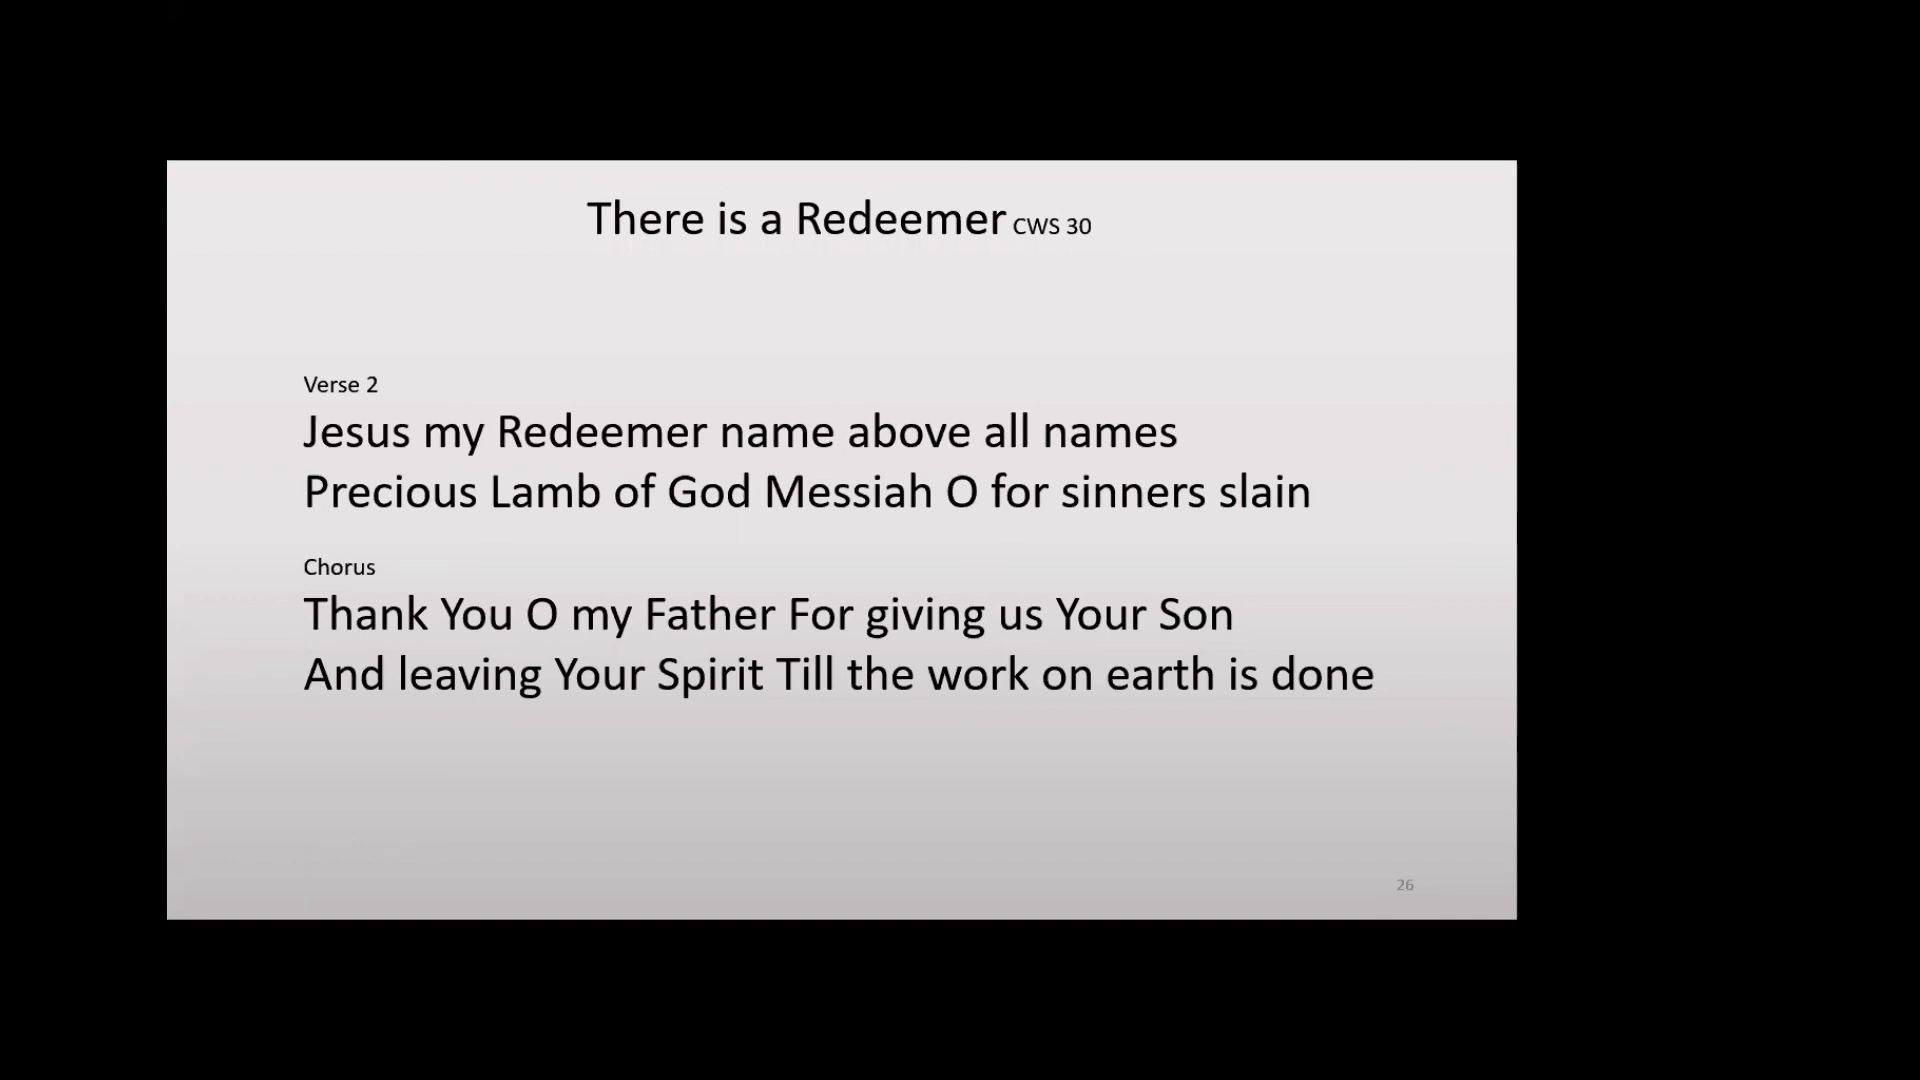 There is a Redeemer CWS 30
Verse 2
Jesus my Redeemer name above all names
Precious Lamb of God Messiah O for sinners slain
Chorus
Thank You O my Father For giving us Your Son
And leaving Your Spirit Till the work on earth is done
26